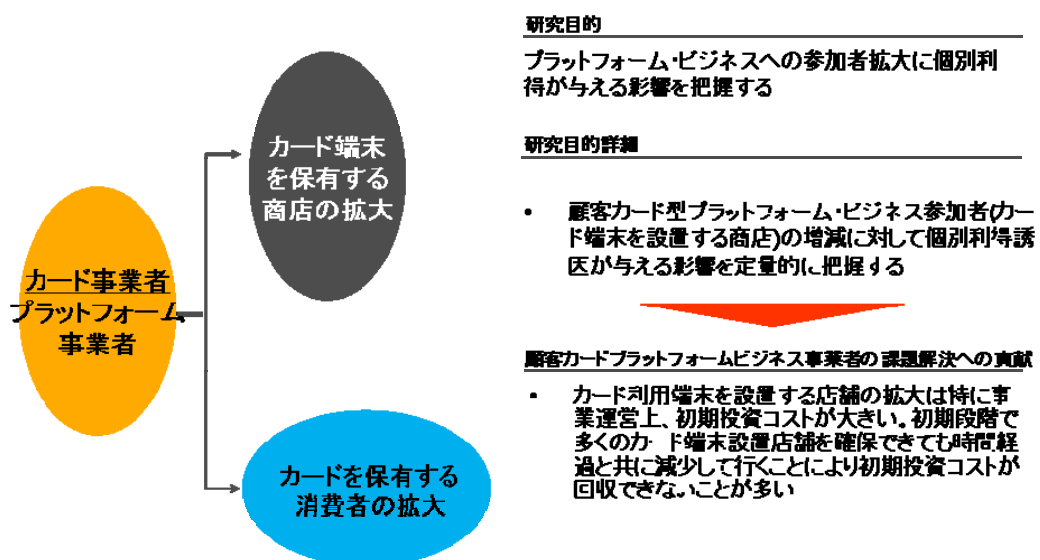 カード端末
を保有する
商店の拡大
カード事業者
プラットフォーム
事業者
カードを保有する
消費者の拡大
研究目的
プラットフォーム・ビジネスへの参加者拡大に個別利
得が与える影響を把握する
研究目的詳細
• 顧客カード型プラットフォーム・ビジネス参加者(カー
ド端末を設置する商店)の増減に対して個別利得誘
因が与える影響を定量的に把握する
顧客カードプラットフォームビジネス事業者の課題解決への貢献
• カード利用端末を設置する店舗の拡大は特に事
業運営上、初期投資コストが大きい。初期段階で
多くのカード端末設置店舗を確保できても時間経
過と共に減少して行くことにより初期投資コストが
回収できないことが多い